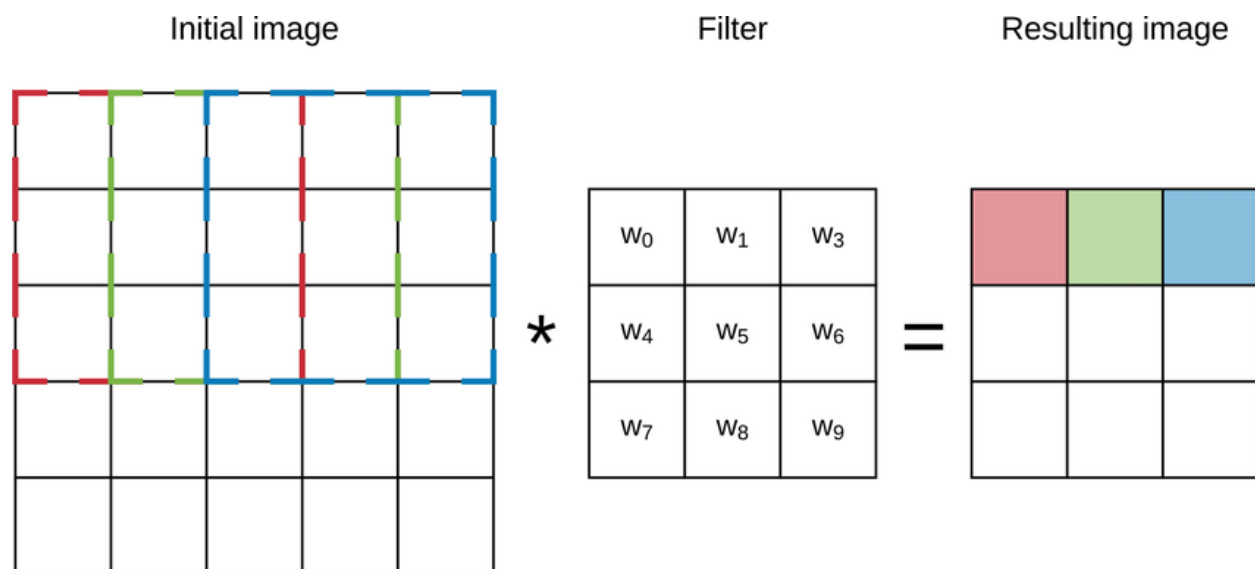 Initial image
Filter
Resulting image
w₀ w₁ w₃
* w₄ w₅ w₆ =
w₇ w₈ w₉